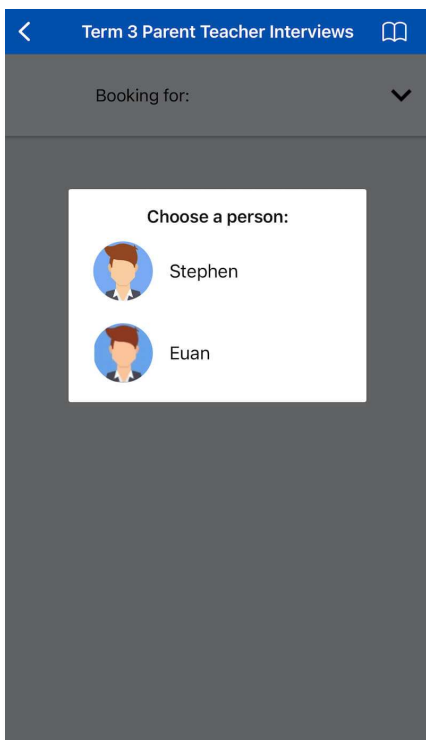 Term 3 Parent Teacher Interviews
Booking for:
Choose a person:
Stephen
Euan